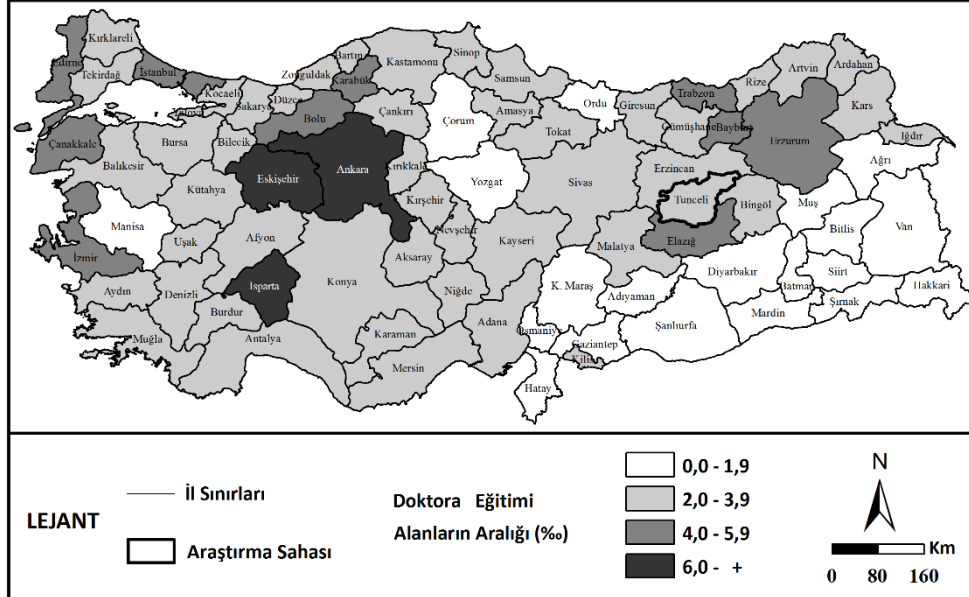 Kırklareli
Edirne
Tekirdağ
İstanbul
Kocaeli
Yalova
Sakarya
Düzce
Zonguldak
Bartın
Karabük
Kastamonu
Sinop
Samsun
Ordu
Giresun
Trabzon
Rize
Artvin
Ardahan
Kars
Iğdır
Çankırı
Çorum
Amasya
Tokat
Gümüşhane
Bayburt
Erzurum
Ağrı
Bolu
Bilecik
Bursa
Çanakkale
Balıkesir
Kütahya
Eskişehir
Ankara
Kırıkkale
Yozgat
Sivas
Erzincan
Tunceli
Bingöl
Muş
Bitlis
Van
Kırşehir
Nevşehir
Kayseri
Malatya
Elazığ
Diyarbakır
Batman
Siirt
Şırnak
Hakkari
Manisa
İzmir
Uşak
Afyon
Aydın
Denizli
Isparta
Burdur
Konya
Aksaray
Niğde
K. Maraş
Adıyaman
Şanlıurfa
Mardin
Muğla
Antalya
Karaman
Mersin
Adana
Osmaniye
Gaziantep
Kilis
Hatay
LEJANT
İl Sınırları
Araştırma Sahası
Doktora Eğitimi
Alanların Aralığı (‰)
0,0 - 1,9
2,0 - 3,9
4,0 - 5,9
6,0 - +
N
Km
0 80 160